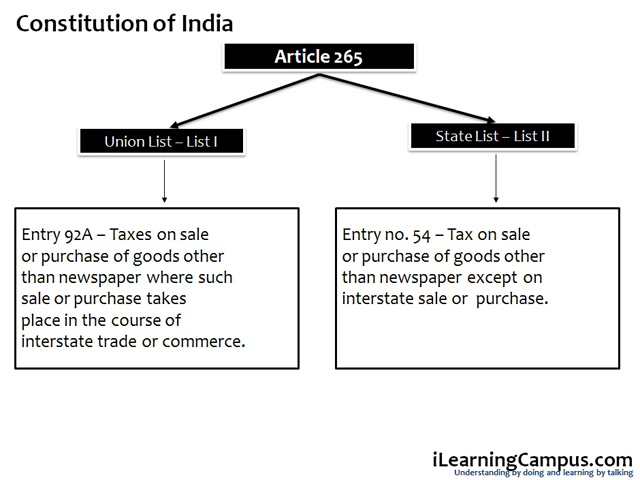 Constitution of India
Article 265
Union List – List I
State List – List II
Entry 92A – Taxes on sale
or purchase of goods other
than newspaper where such
sale or purchase takes
place in the course of
interstate trade or commerce.
Entry no. 54 – Tax on sale
or purchase of goods other
than newspaper except on
interstate sale or purchase.
iLearningCampus.com
Understanding by doing and learning by talking